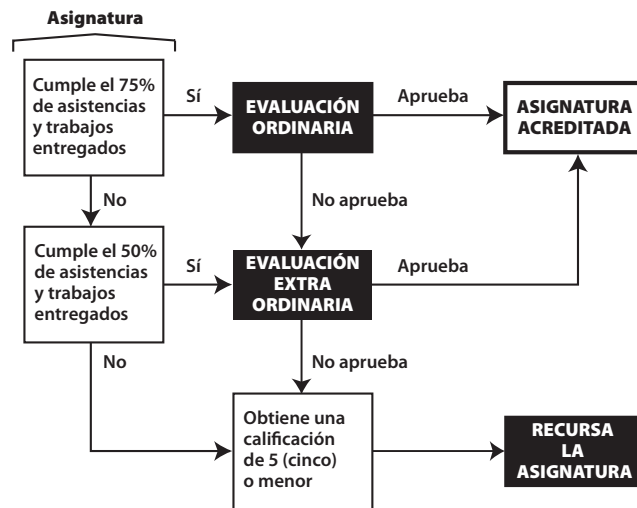 Asignatura
Cumple el 75%
de asistencias
y trabajos
entregados
Sí
EVALUACIÓN
ORDINARIA
Aprueba
ASIGNATURA
ACREDITADA
No
No aprueba
Cumple el 50%
de asistencias
y trabajos
entregados
Sí
EVALUACIÓN
EXTRA
ORDINARIA
Aprueba
No
No aprueba
Obtiene una
calificación
de 5 (cinco)
o menor
RECURSA
LA
ASIGNATURA